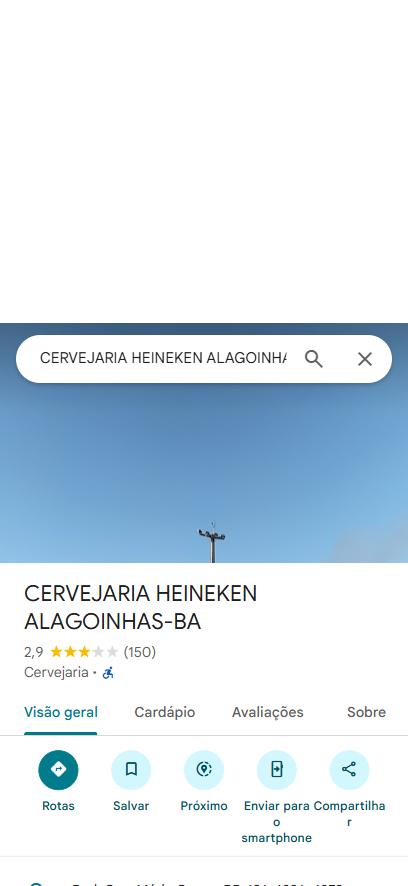 CERVEJARIA HEINEKEN ALAGOINHA
CERVEJARIA HEINEKEN
ALAGOINHAS-BA
2,9 (150)
Cervejaria ·
Visão geral Cardápio Avaliações Sobre
Rotas Salvar Próximo Enviar para o smartphone Compartilhar